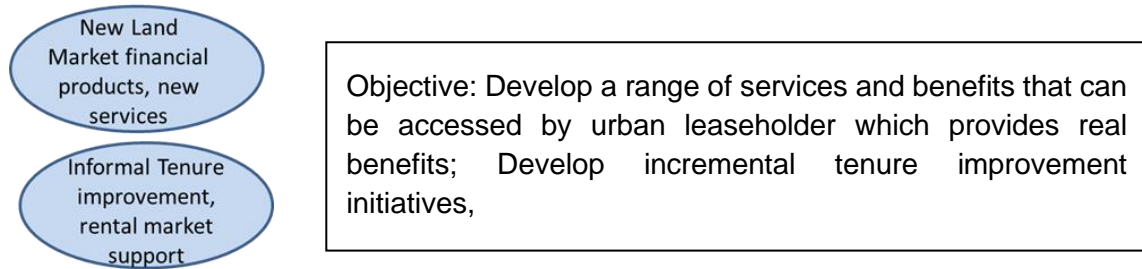 New Land
Market financial
products, new
services
Informal Tenure
improvement,
rental market
support
Objective: Develop a range of services and benefits that can
be accessed by urban leaseholder which provides real
benefits; Develop incremental tenure improvement
initiatives,